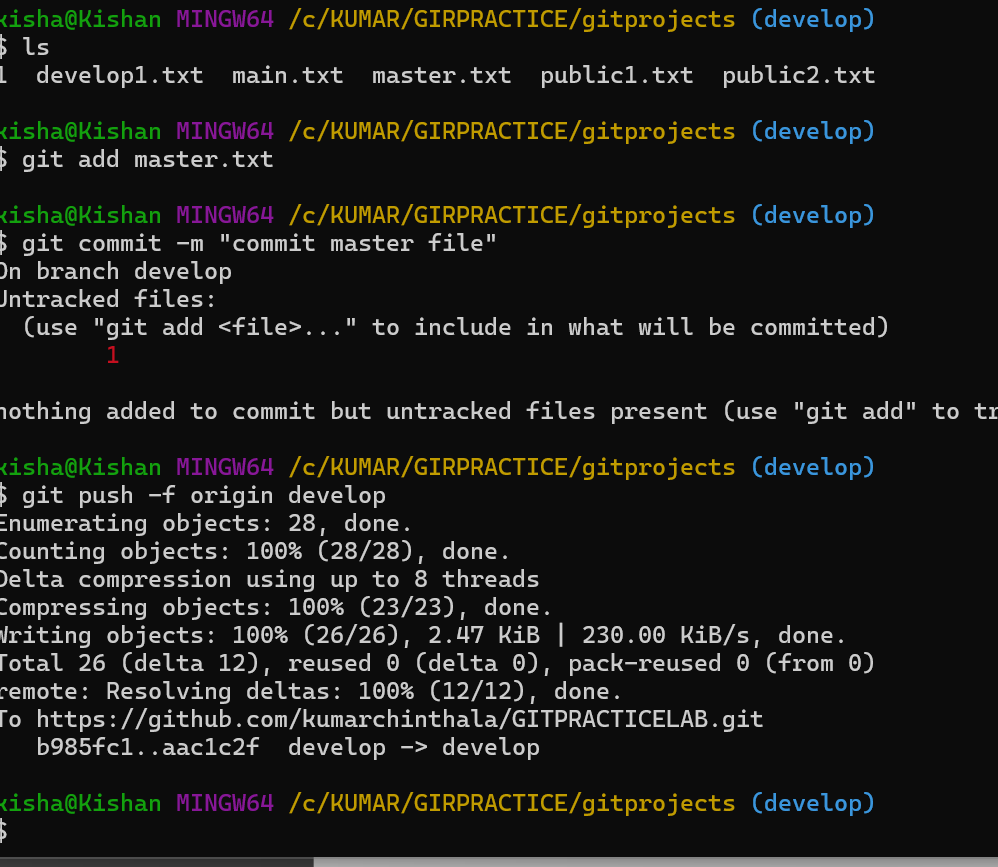 kisha@Kishan MINGW64 /c/KUMAR/GIRPRACTICE/gitprojects (develop)
$ ls
1  develop1.txt  main.txt  master.txt  public1.txt  public2.txt
kisha@Kishan MINGW64 /c/KUMAR/GIRPRACTICE/gitprojects (develop)
$ git add master.txt
kisha@Kishan MINGW64 /c/KUMAR/GIRPRACTICE/gitprojects (develop)
$ git commit -m "commit master file"
On branch develop
Untracked files:
  (use "git add <file>..." to include in what will be committed)
        1
nothing added to commit but untracked files present (use "git add" to tr
kisha@Kishan MINGW64 /c/KUMAR/GIRPRACTICE/gitprojects (develop)
$ git push -f origin develop
Enumerating objects: 28, done.
Counting objects: 100% (28/28), done.
Delta compression using up to 8 threads
Compressing objects: 100% (23/23), done.
Writing objects: 100% (26/26), 2.47 KiB | 230.00 KiB/s, done.
Total 26 (delta 12), reused 0 (delta 0), pack-reused 0 (from 0)
remote: Resolving deltas: 100% (12/12), done.
To https://github.com/kumarchinthala/GITPRACTICELAB.git
   b985fc1..aac1c2f  develop -> develop
kisha@Kishan MINGW64 /c/KUMAR/GIRPRACTICE/gitprojects (develop)
$